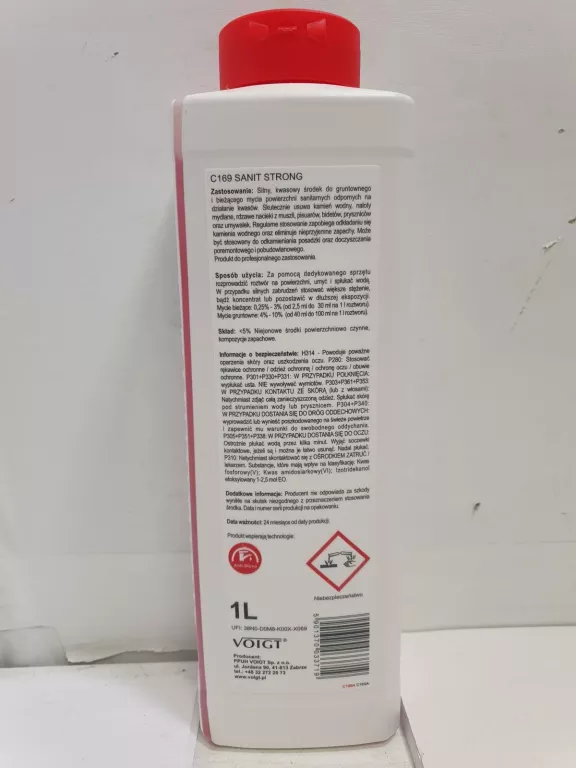 C169 SANIT STRONG
Zastosowanie: Silny, kwasowy środek do gruntownego
i bieżącego mycia powierzchni sanitarnych odpornych na
działanie kwasów. Skutecznie usuwa kamień wodny, naloty
mydlane, rdzawe nacieki z muszli, pisuarów, bidetów, pryszniców
oraz umywalek. Regularne stosowanie zapobiega odkładaniu się
kamienia wodnego oraz eliminuje nieprzyjemne zapachy. Może
być stosowany do odkamieniania posadzki oraz doczyszczania
poremontowego i pobudowlanego.
Produkt do profesjonalnego zastosowania.
Sposób użycia: Za pomocą dedykowanego sprzętu
rozprowadzić roztwór na powierzchni, umyć i spłukać wodą.
W przypadku silnych zabrudzeń stosować większe stężenie,
bądź koncentrat lub pozostawić w dłuższej ekspozycji.
Mycie bieżące: 0,25% - 3% (od 2,5 ml do 30 ml na 1 l roztworu)
Mycie gruntowne: 4% - 10% (od 40 ml do 100 ml na 1 l roztworu).
Skład: <5% Niejonowe środki powierzchniowo czynne,
kompozycje zapachowe.
Informacje o bezpieczeństwie: H314 - Powoduje poważne
oparzenia skóry oraz uszkodzenia oczu. P280: Stosować
rękawice ochronne / odzież ochronną / ochronę oczu / obuwie
ochronne. P301+P330+P331: W PRZYPADKU POŁKNIĘCIA:
wypłukać usta. NIE wywoływać wymiotów. P303+P361+P353:
W PRZYPADKU KONTAKTU ZE SKÓRĄ (lub z włosami):
Natychmiast zdjąć całą zanieczyszczoną odzież. Spłukać skórę
pod strumieniem wody lub prysznicem. P304+P340:
W PRZYPADKU DOSTANIA SIĘ DO DRÓG ODDECHOWYCH:
wyprowadzić lub wynieść poszkodowanego na świeże powietrze
i zapewnić mu warunki do swobodnego oddychania.
P305+P351+P338: W PRZYPADKU DOSTANIA SIĘ DO OCZU:
Ostrożnie płukać wodą przez kilka minut. Wyjąć soczewki
kontaktowe, jeżeli są i można je łatwo usunąć. Nadal płukać.
P310: Natychmiast skontaktować się z OŚRODKIEM ZATRUĆ /
lekarzem. Substancje, które mają wpływ na klasyfikację: Kwas
fosforowy(V); Kwas amidosiarkowy(VI); Izotridekanol
etoksylowany 1-2,5 mol EO.
Dodatkowe informacje: Producent nie odpowiada za szkody
wynikłe na skutek niezgodnego z przeznaczeniem stosowania
środka. Data i numer serii produkcji na opakowaniu.
Data ważności: 24 miesiące od daty produkcji.
Produkt wspierają technologie:
Niebezpieczeństwo
1L
VOIGT®
Producent:
PPUH VOIGT Sp. z o.o.
ul. Jordana 90, 41-813 Zabrze
tel.: +48 32 272 25 73
www.voigt.pl